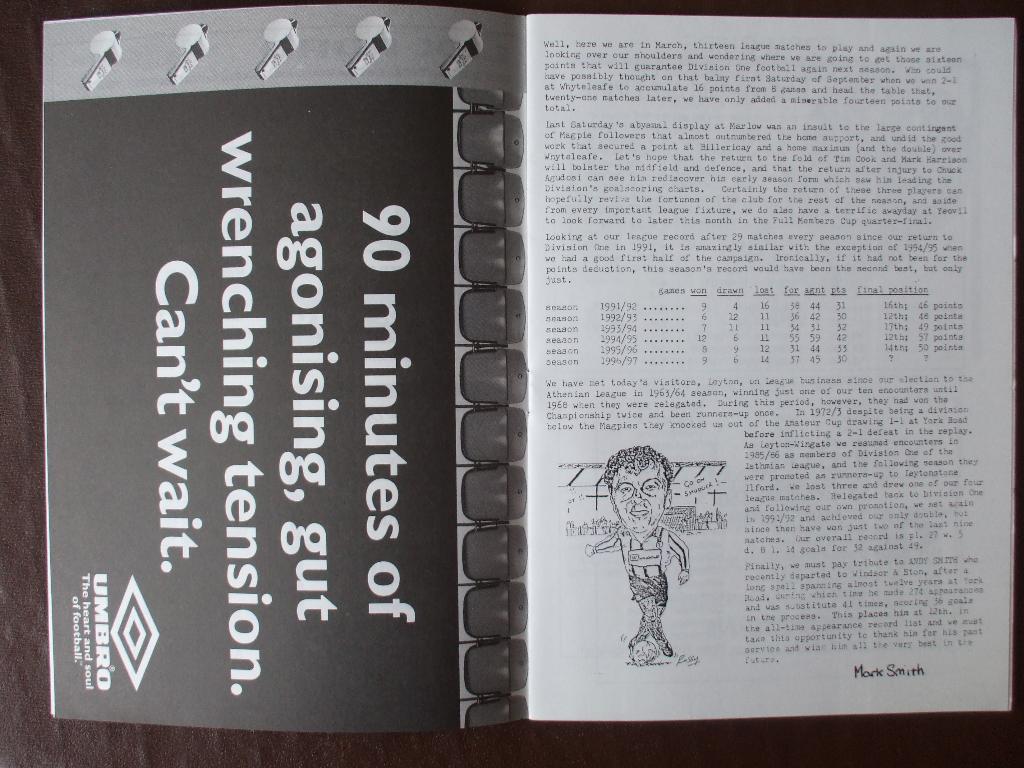 90 minutes of
agonising, gut
wrenching tension.
Can't wait.
UMBRO®
The heart and soul
of football.
Well, here we are in March, thirteen league matches to play and again we are
looking over our shoulders and wondering where we are going to get those sixteen
points that will guarantee Division One football again next season. Who could
have possibly thought on that balmy first Saturday of September when we won 2-1
at Whyteleafe to accumulate 16 points from 8 games and head the table that,
twenty-one matches later, we have only added a miserable fourteen points to our
total.
Last Saturday's abysmal display at Marlow was an insult to the large contingent
of Magpie followers that almost outnumbered the home support, and undid the good
work that secured a point at Billericay and a home maximum (and the double) over
Whyteleafe. Let's hope that the return to the fold of Tim Cook and Mark Harrison
will bolster the midfield and defence, and that the return after injury to Chuck
Agudosi can see him rediscover his early season form which saw him leading the
Division's goalscoring charts. Certainly the return of these three players can
hopefully revive the fortunes of the club for the rest of the season, and aside
from every important league fixture, we do also have a terrific awayday at Yeovil
to look forward to later this month in the Full Members Cup quarter-final.
Looking at our league record after 29 matches every season since our return to
Division One in 1991, it is amazingly similar with the exception of 1994/95 when
we had a good first half of the campaign. Ironically, if it had not been for the
points deduction, this season's record would have been the second best, but only
just.
games won drawn lost for agnt pts final position
season 1991/92 ........ 9 4 16 38 44 31 16th; 46 points
season 1992/93 ........ 6 12 11 36 42 30 12th; 48 points
season 1993/94 ........ 7 11 11 34 31 32 17th; 49 points
season 1994/95 ........ 12 6 11 55 59 42 12th; 57 points
season 1995/96 ........ 8 9 12 31 44 33 14th; 50 points
season 1996/97 ........ 9 6 14 37 45 30 ? ?
We have met today's visitors, Leyton, on League business since our election to the
Athenian League in 1963/64 season, winning just one of our ten encounters until
1968 when they were relegated. During this period, however, they had won the
Championship twice and been runners-up once. In 1972/3 despite being a division
below the Magpies they knocked us out of the Amateur Cup drawing 1-1 at York Road
before inflicting a 2-1 defeat in the replay.
As Leyton-Wingate we resumed encounters in
1985/86 as members of Division One of the
Isthmian League, and the following season they
were promoted as runners-up to Leytonstone
Ilford. We lost three and drew one of our four
league matches. Relegated back to Division One
and following our own promotion, we met again
in 1991/92 and achieved our only double, but
since then have won just two of the last nine
matches. Our overall record is pl. 27 w. 5
d. 8 l. 14 goals for 32 against 49.
GO ON
SMUDGER!
Rossy
Finally, we must pay tribute to ANDY SMITH who
recently departed to Windsor & Eton, after a
long spell spanning almost twelve years at York
Road, during which time he made 274 appearances
and was substitute 41 times, scoring 36 goals
in the process. This places him at 12th. in
the all-time appearance record list and we must
take this opportunity to thank him for his past
service and wish him all the very best in the
future.
Mark Smith